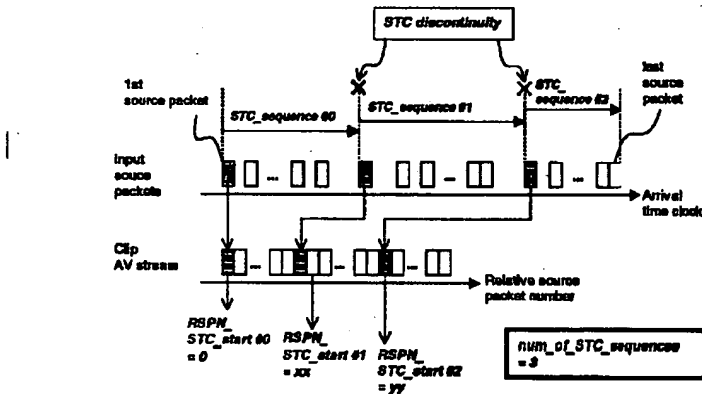 STC discontinuity
1st
source packet
STC_sequence #0
STC_sequence #1
STC_
sequence #2
last
source
packet
Input
souce
packets
Arrival
time clock
Clip
AV stream
Relative source
packet number
RSPN_
STC_start #0
= 0
RSPN_
STC_start #1
= xx
RSPN_
STC_start #2
= yy
num_of_STC_sequences
= 3